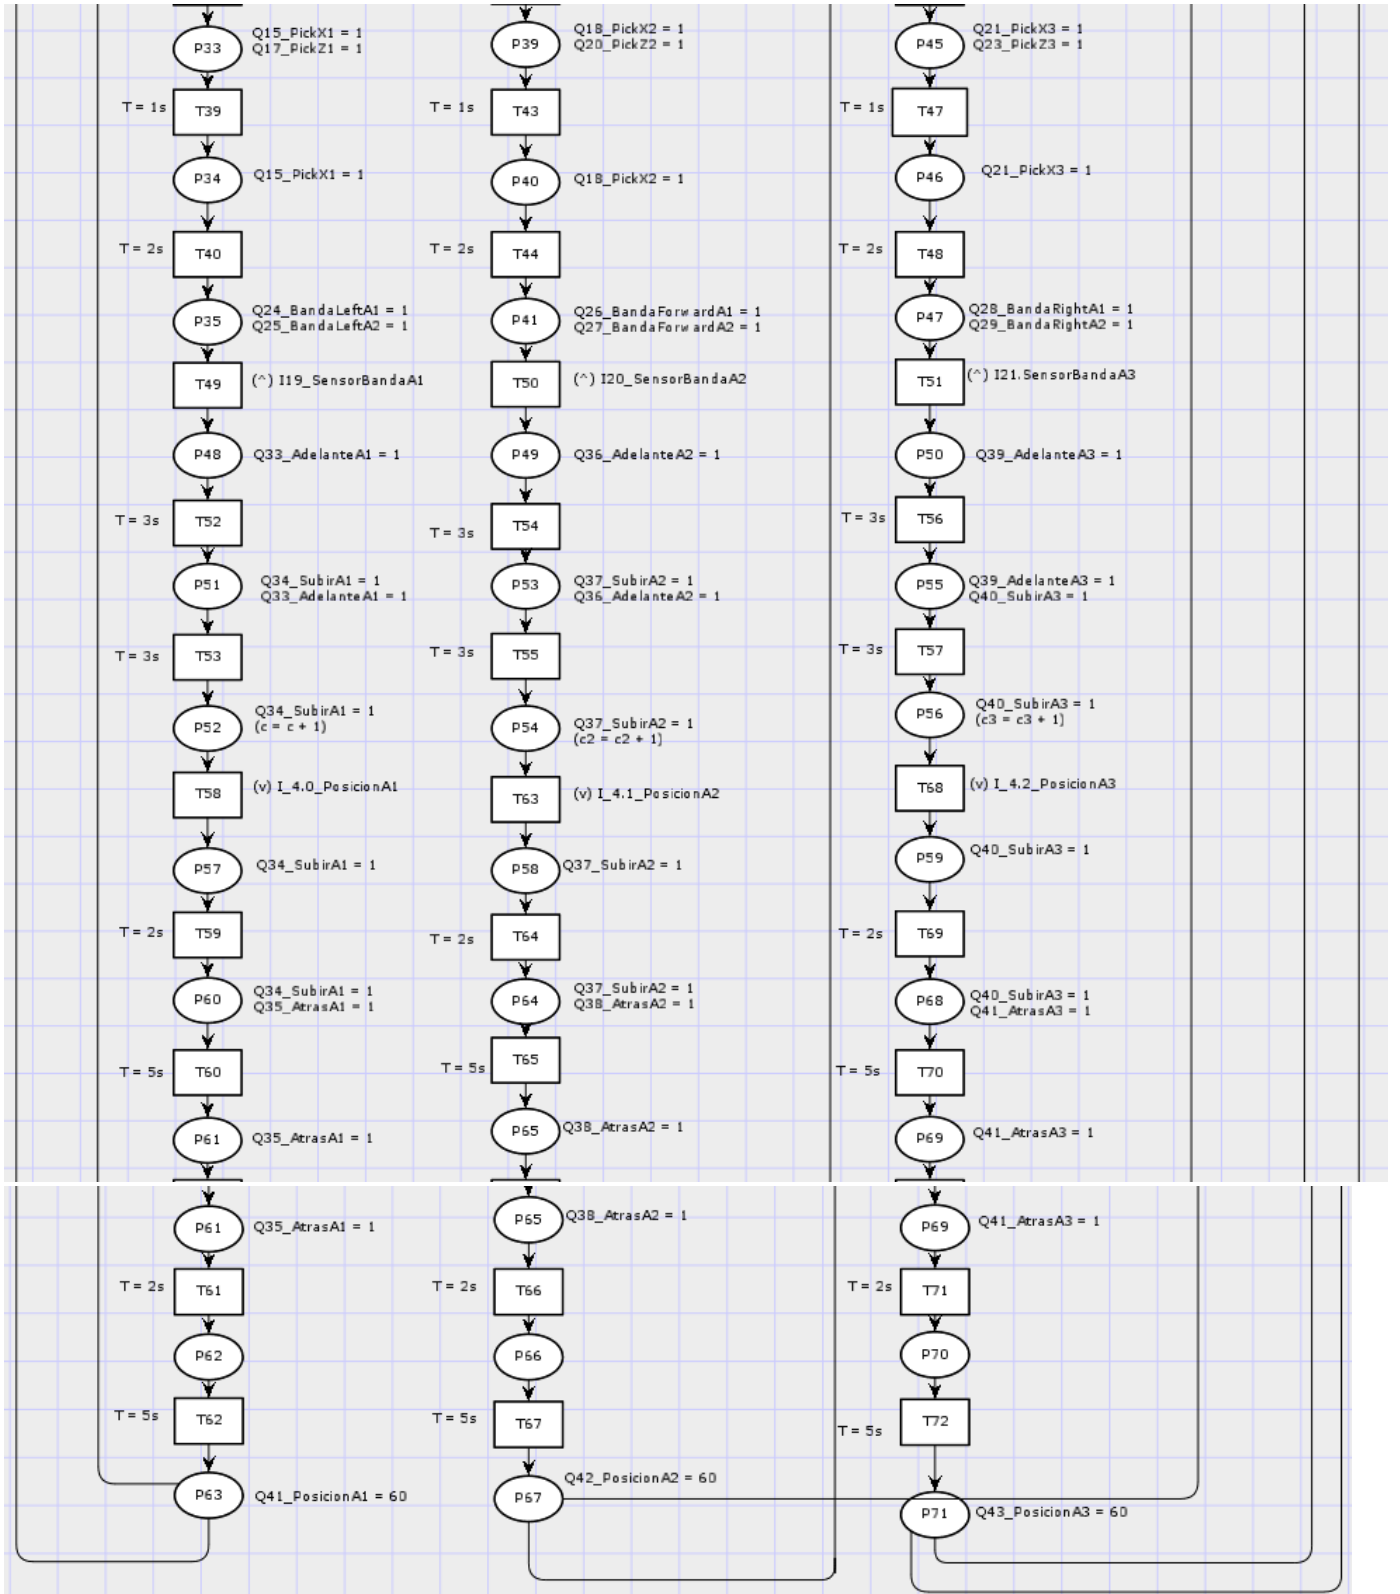 P33
Q15_PickX1 = 1
Q17_PickZ1 = 1
P39
Q18_PickX2 = 1
Q20_PickZ2 = 1
P45
Q21_PickX3 = 1
Q23_PickZ3 = 1
T = 1s
T39
T = 1s
T43
T = 1s
T47
P34
Q15_PickX1 = 1
P40
Q18_PickX2 = 1
P46
Q21_PickX3 = 1
T = 2s
T40
T = 2s
T44
T = 2s
T48
P35
Q24_BandaLeftA1 = 1
Q25_BandaLeftA2 = 1
P41
Q26_BandaForwardA1 = 1
Q27_BandaForwardA2 = 1
P47
Q28_BandaRightA1 = 1
Q29_BandaRightA2 = 1
T49
(^) I19_SensorBandaA1
T50
(^) I20_SensorBandaA2
T51
(^) I21.SensorBandaA3
P48
Q33_AdelanteA1 = 1
P49
Q36_AdelanteA2 = 1
P50
Q39_AdelanteA3 = 1
T = 3s
T52
T = 3s
T54
T = 3s
T56
P51
Q34_SubirA1 = 1
Q33_AdelanteA1 = 1
P53
Q37_SubirA2 = 1
Q36_AdelanteA2 = 1
P55
Q39_AdelanteA3 = 1
Q40_SubirA3 = 1
T = 3s
T53
T = 3s
T55
T = 3s
T57
P52
Q34_SubirA1 = 1
(c = c + 1)
P54
Q37_SubirA2 = 1
(c2 = c2 + 1)
P56
Q40_SubirA3 = 1
(c3 = c3 + 1)
T58
(v) I_4.0_PosicionA1
T63
(v) I_4.1_PosicionA2
T68
(v) I_4.2_PosicionA3
P57
Q34_SubirA1 = 1
P58
Q37_SubirA2 = 1
P59
Q40_SubirA3 = 1
T = 2s
T59
T = 2s
T64
T = 2s
T69
P60
Q34_SubirA1 = 1
Q35_AtrasA1 = 1
P64
Q37_SubirA2 = 1
Q38_AtrasA2 = 1
P68
Q40_SubirA3 = 1
Q41_AtrasA3 = 1
T = 5s
T60
T = 5s
T65
T = 5s
T70
P61
Q35_AtrasA1 = 1
P65
Q38_AtrasA2 = 1
P69
Q41_AtrasA3 = 1
P61
Q35_AtrasA1 = 1
P65
Q38_AtrasA2 = 1
P69
Q41_AtrasA3 = 1
T = 2s
T61
T = 2s
T66
T = 2s
T71
P62
P66
P70
T = 5s
T62
T = 5s
T67
T = 5s
T72
P63
Q41_PosicionA1 = 60
P67
Q42_PosicionA2 = 60
P71
Q43_PosicionA3 = 60